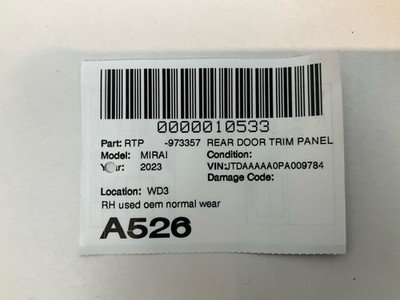 0000010533
Part: RTP -973357 REAR DOOR TRIM PANEL
Model: MIRAI Condition:
Year: 2023 VIN:JTDAAAAA0PA009784
Damage Code:
Location: WD3
RH used oem normal wear
A526